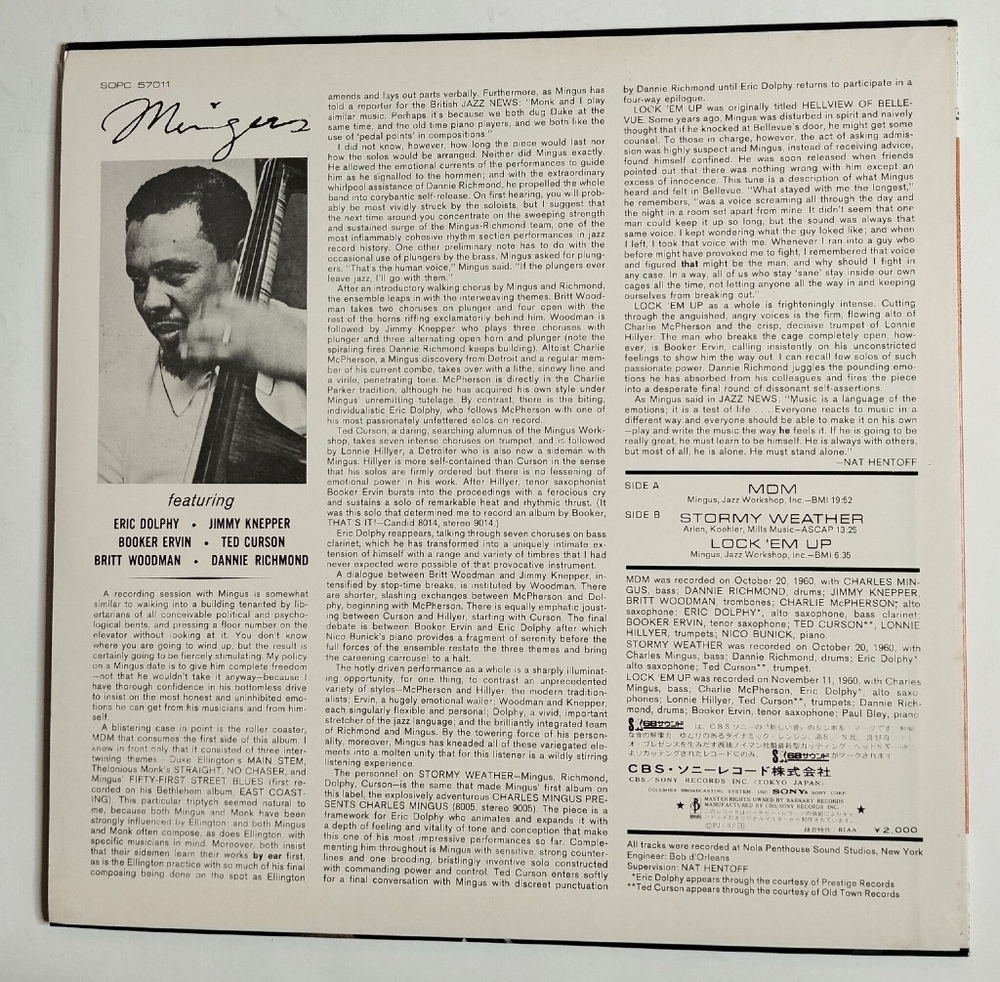 SOPC 57011
Mingus
featuring
ERIC DOLPHY • JIMMY KNEPPER
BOOKER ERVIN • TED CURSON
BRITT WOODMAN • DANNIE RICHMOND
A recording session with Mingus is somewhat
similar to walking into a building tenanted by lib-
ertarians of all conceivable political and psycho-
logical bents, and pressing a floor number on the
elevator without looking at it. You don't know
where you are going to wind up, but the result is
certainly going to be fiercely stimulating. My policy
on a Mingus date is to give him complete freedom
—not that he wouldn't take it anyway—because I
have thorough confidence in his bottomless drive
to insist on the most honest and uninhibited emo-
tions he can get from his musicians and from him-
self.
A blistering case in point is the roller coaster,
MDM that consumes the first side of this album. I
knew in front only that it consisted of three inter-
twining themes - Duke Ellington's MAIN STEM,
Thelonious Monk's STRAIGHT, NO CHASER, and
Mingus' FIFTY-FIRST STREET BLUES (first re-
corded on his Bethlehem album, EAST COAST-
ING). This particular triptych seemed natural to
me, because both Mingus and Monk have been
strongly influenced by Ellington and both Mingus
and Monk often compose, as does Ellington, with
specific musicians in mind. Moreover, both insist
that their sidemen learn their works by ear first,
as is the Ellington practice with so much of his final
composing being done on the spot as Ellington
amends and lays out parts verbally. Furthermore, as Mingus has
told a reporter for the British JAZZ NEWS: "Monk and I play
similar music. Perhaps it's because we both dug Duke at the
same time, and the old time piano players, and we both like the
use of 'pedal points' in compositions."
I did not know, however, how long the piece would last nor
how the solos would be arranged. Neither did Mingus exactly.
He allowed the emotional currents of the performances to guide
him as he signalled to the hornmen; and with the extraordinary
whirlpool assistance of Dannie Richmond, he propelled the whole
band into corybantic self-release. On first hearing, you will prob-
ably be most vividly struck by the soloists, but I suggest that
the next time around you concentrate on the sweeping strength
and sustained surge of the Mingus-Richmond team, one of the
most inflammably cohesive rhythm section performances in jazz
record history. One other preliminary note has to do with the
occasional use of plungers by the brass. Mingus asked for plung-
ers. "That's the human voice," Mingus said. "If the plungers ever
leave jazz, I'll go with them."
After an introductory walking chorus by Mingus and Richmond,
the ensemble leaps in with the interweaving themes. Britt Wood-
man takes two choruses on plunger and four open with the
rest of the horns riffing exclamatorily behind him. Woodman is
followed by Jimmy Knepper who plays three choruses with
plunger and three alternating open horn and plunger (note the
spiraling fires Dannie Richmond keeps building). Altoist Charlie
McPherson, a Mingus discovery from Detroit and a regular mem-
ber of his current combo, takes over with a lithe, sinewy line and
a virile, penetrating tone. McPherson is directly in the Charlie
Parker tradition, although he has acquired his own style under
Mingus' unremitting tutelage. By contrast, there is the biting,
individualistic Eric Dolphy, who follows McPherson with one of
his most passionately unfettered solos on record.
Ted Curson, a daring, searching alumnus of the Mingus Work-
shop, takes seven intense choruses on trumpet, and is followed
by Lonnie Hillyer, a Detroiter who is also now a sideman with
Mingus. Hillyer is more self-contained than Curson in the sense
that his solos are firmly ordered but there is no lessening of
emotional power in his work. After Hillyer, tenor saxophonist
Booker Ervin bursts into the proceedings with a ferocious cry
and sustains a solo of remarkable heat and rhythmic thrust. (It
was this solo that determined me to record an album by Booker,
THAT'S IT!—Candid 8014, stereo 9014.)
Eric Dolphy reappears, talking through seven choruses on bass
clarinet, which he has transformed into a uniquely intimate ex-
tension of himself with a range and variety of timbres that I had
never expected were possible of that provocative instrument.
A dialogue between Britt Woodman and Jimmy Knepper, in-
tensified by stop-time breaks, is instituted by Woodman. There
are shorter, slashing exchanges between McPherson and Dol-
phy, beginning with McPherson. There is equally emphatic joust-
ing between Curson and Hillyer, starting with Curson. The final
debate is between Booker Ervin and Eric Dolphy after which
Nico Bunick's piano provides a fragment of serenity before the
full forces of the ensemble restate the three themes and bring
the careening carrousel to a halt.
The hotly driven performance as a whole is a sharply illuminat-
ing opportunity, for one thing, to contrast an unprecedented
variety of styles—McPherson and Hillyer, the modern tradition-
alists; Ervin, a hugely emotional wailer; Woodman and Knepper,
each singularly flexible and personal; Dolphy, a vivid, important
stretcher of the jazz language; and the brilliantly integrated team
of Richmond and Mingus. By the towering force of his person-
ality, moreover, Mingus has kneaded all of these variegated ele-
ments into a molten unity that for this listener is a wildly stirring
listening experience.
The personnel on STORMY WEATHER—Mingus, Richmond,
Dolphy, Curson—is the same that made Mingus' first album on
this label, the explosively adventurous CHARLES MINGUS PRE-
SENTS CHARLES MINGUS (8005, stereo 9005). The piece is a
framework for Eric Dolphy who animates and expands it with
a depth of feeling and vitality of tone and conception that make
this one of his most impressive performances so far. Comple-
menting him throughout is Mingus with sensitive, strong counter-
lines and one brooding, bristlingly inventive solo constructed
with commanding power and control. Ted Curson enters softly
for a final conversation with Mingus with discreet punctuation
by Dannie Richmond until Eric Dolphy returns to participate in a
four-way epilogue.
LOCK 'EM UP was originally titled HELLVIEW OF BELLE-
VUE. Some years ago, Mingus was disturbed in spirit and naively
thought that if he knocked at Bellevue's door, he might get some
counsel. To those in charge, however, the act of asking admis-
sion was highly suspect and Mingus, instead of receiving advice,
found himself confined. He was soon released when friends
pointed out that there was nothing wrong with him except an
excess of innocence. This tune is a description of what Mingus
heard and felt in Bellevue. "What stayed with me the longest,"
he remembers, "was a voice screaming all through the day and
the night in a room set apart from mine. It didn't seem that one
man could keep it up so long, but the sound was always that
same voice. I kept wondering what the guy loked like; and when
I left, I took that voice with me. Whenever I ran into a guy who
before might have provoked me to fight, I remembered that voice
and figured that might be the man, and why should I fight in
any case. In a way, all of us who stay 'sane' stay inside our own
cages all the time, not letting anyone all the way in and keeping
ourselves from breaking out."
LOCK 'EM UP as a whole is frighteningly intense. Cutting
through the anguished, angry voices is the firm, flowing alto of
Charlie McPherson and the crisp, decisive trumpet of Lonnie
Hillyer. The man who breaks the cage completely open, how-
ever, is Booker Ervin, calling insistently on his unconstricted
feelings to show him the way out. I can recall few solos of such
passionate power. Dannie Richmond juggles the pounding emo-
tions he has absorbed from his colleagues and fires the piece
into a desperate final round of dissonant self-assertions.
As Mingus said in JAZZ NEWS: "Music is a language of the
emotions; it is a test of life . . . Everyone reacts to music in a
different way and everyone should be able to make it on his own
—play and write the music the way he feels it. If he is going to be
really great, he must learn to be himself. He is always with others,
but most of all, he is alone. He must stand alone."
—NAT HENTOFF
SIDE A MDM
Mingus, Jazz Workshop, Inc.—BMI 19:52
SIDE B STORMY WEATHER
Arlen, Koehler, Mills Music—ASCAP 13:25
LOCK 'EM UP
Mingus, Jazz Workshop, Inc.—BMI 6:35
MDM was recorded on October 20, 1960, with CHARLES MIN-
GUS, bass; DANNIE RICHMOND, drums; JIMMY KNEPPER,
BRITT WOODMAN, trombones; CHARLIE McPHERSON; alto
saxophone; ERIC DOLPHY*, alto saxophone, bass clarinet;
BOOKER ERVIN, tenor saxophone; TED CURSON**, LONNIE
HILLYER, trumpets; NICO BUNICK, piano.
STORMY WEATHER was recorded on October 20, 1960, with
Charles Mingus, bass; Dannie Richmond, drums; Eric Dolphy*
alto saxophone; Ted Curson**, trumpet.
LOCK 'EM UP was recorded on November 11, 1960, with Charles
Mingus, bass; Charlie McPherson, Eric Dolphy*, alto saxo
phones; Lonnie Hillyer, Ted Curson**, trumpets; Dannie Rich-
mond, drums; Booker Ervin, tenor saxophone; Paul Bley, piano
SBサウンド は、CBSソニーの"新しい音"のシンボル・マークです
SBサウンドがマークされます
CBS・ソニーレコード株式会社
CBS/SONY RECORDS INC. (TOKYO JAPAN)
COLUMBIA BROADCASTING SYSTEM INC. SONY
MASTER RIGHTS OWNED BY BARNABY RECORDS
MANUFACTURED BY CBS/SONY RECORDS INC.
RIAA ¥2,000
All tracks were recorded at Nola Penthouse Sound Studios, New York
Engineer: Bob d'Orleans
Supervision: NAT HENTOFF
*Eric Dolphy appears through the courtesy of Prestige Records
**Ted Curson appears through the courtesy of Old Town Records